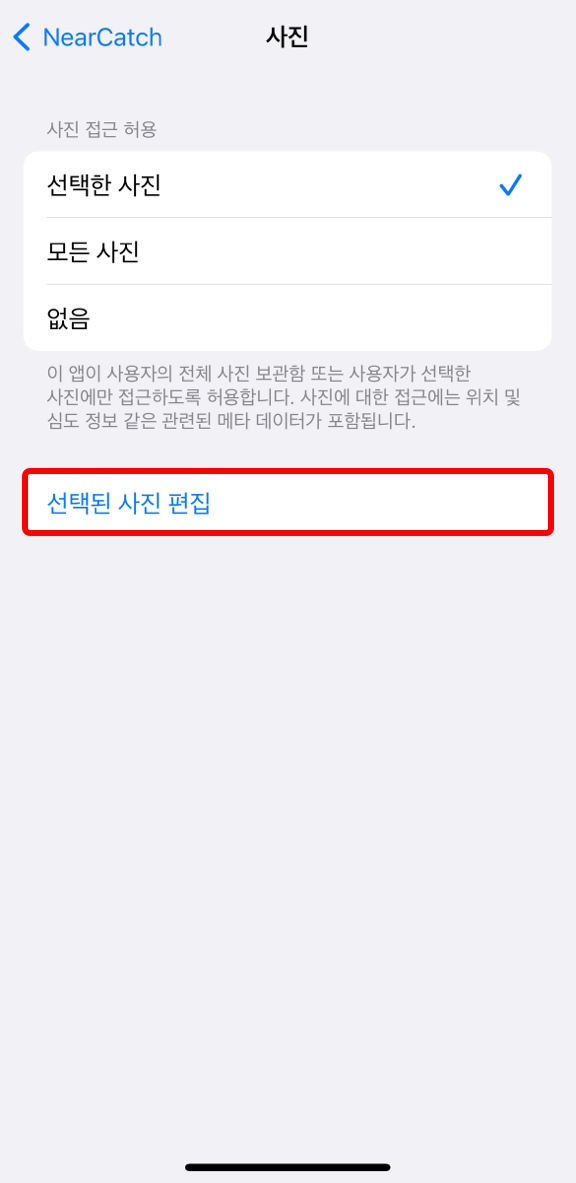 NearCatch
사진
사진 접근 허용
선택한 사진
모든 사진
없음
이 앱이 사용자의 전체 사진 보관함 또는 사용자가 선택한
사진에만 접근하도록 허용합니다. 사진에 대한 접근에는 위치 및
심도 정보 같은 관련된 메타 데이터가 포함됩니다.
선택된 사진 편집